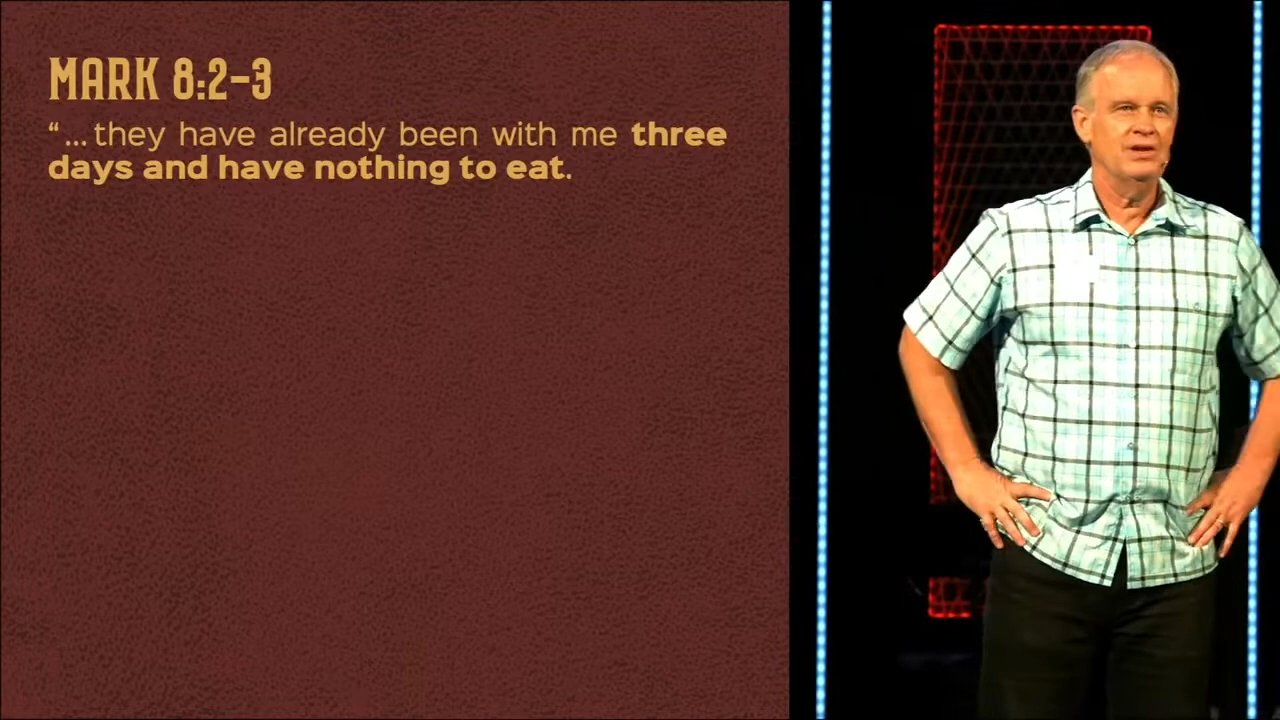 MARK 8:2-3
“...they have already been with me three
days and have nothing to eat.